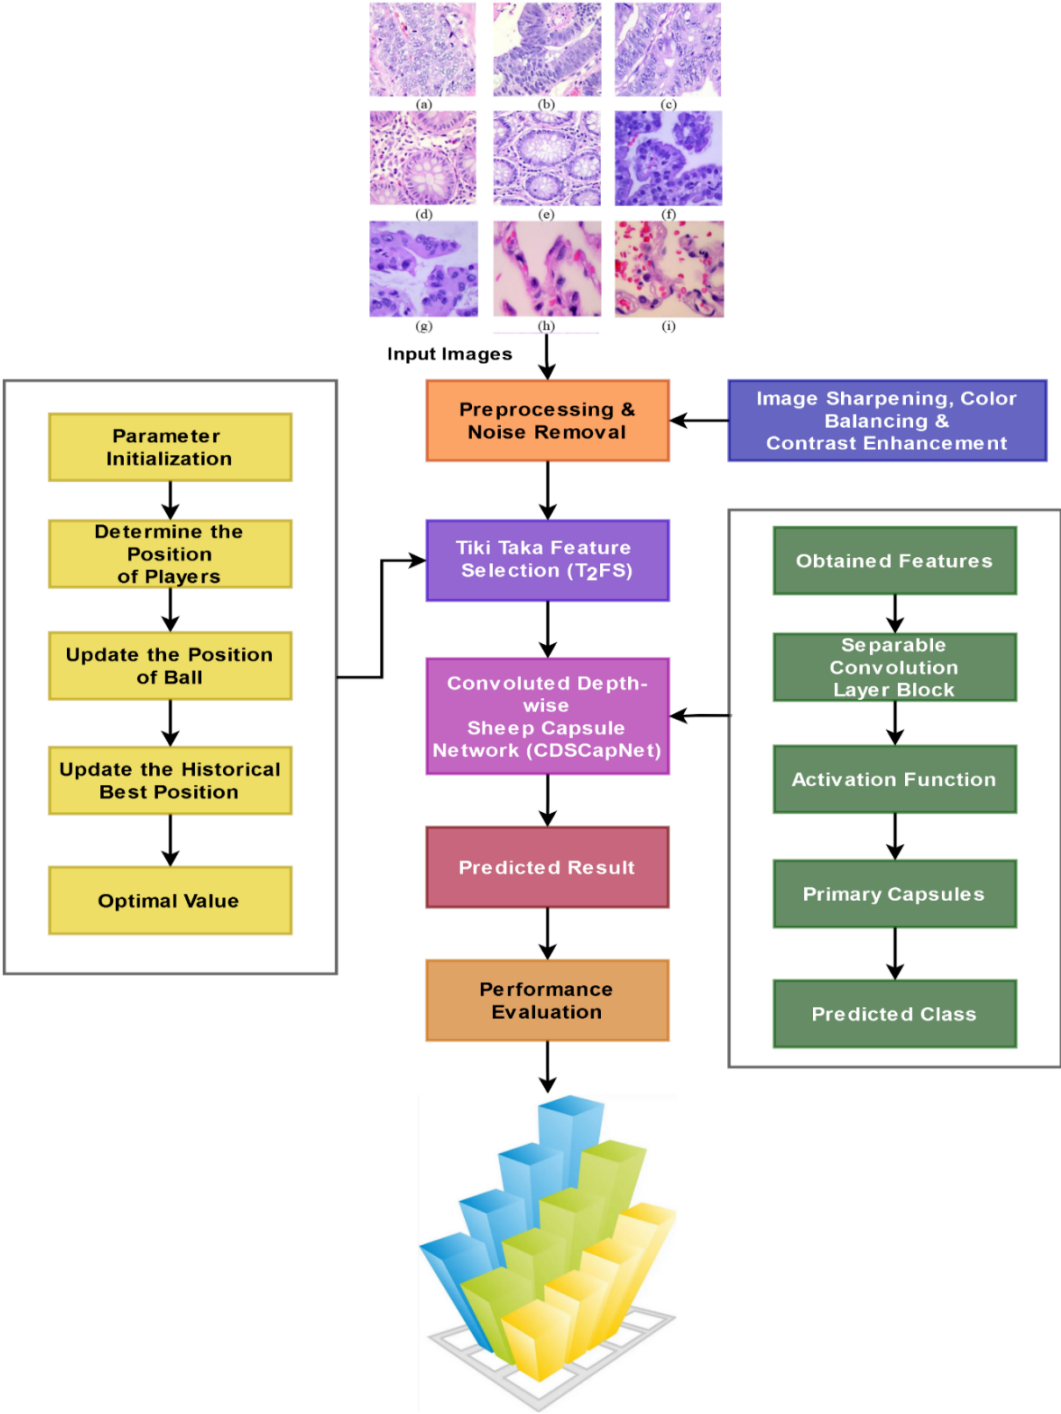 (a)
(b)
(c)
(d)
(e)
(f)
(g)
(h)
(i)
Input Images
Preprocessing &
Noise Removal
Image Sharpening, Color
Balancing &
Contrast Enhancement
Parameter
Initialization
Determine the
Position
of Players
Update the Position
of Ball
Update the Historical
Best Position
Optimal Value
Tiki Taka Feature
Selection (T2FS)
Convoluted Depth-
wise
Sheep Capsule
Network (CDSCapNet)
Predicted Result
Performance
Evaluation
Obtained Features
Separable
Convolution
Layer Block
Activation Function
Primary Capsules
Predicted Class